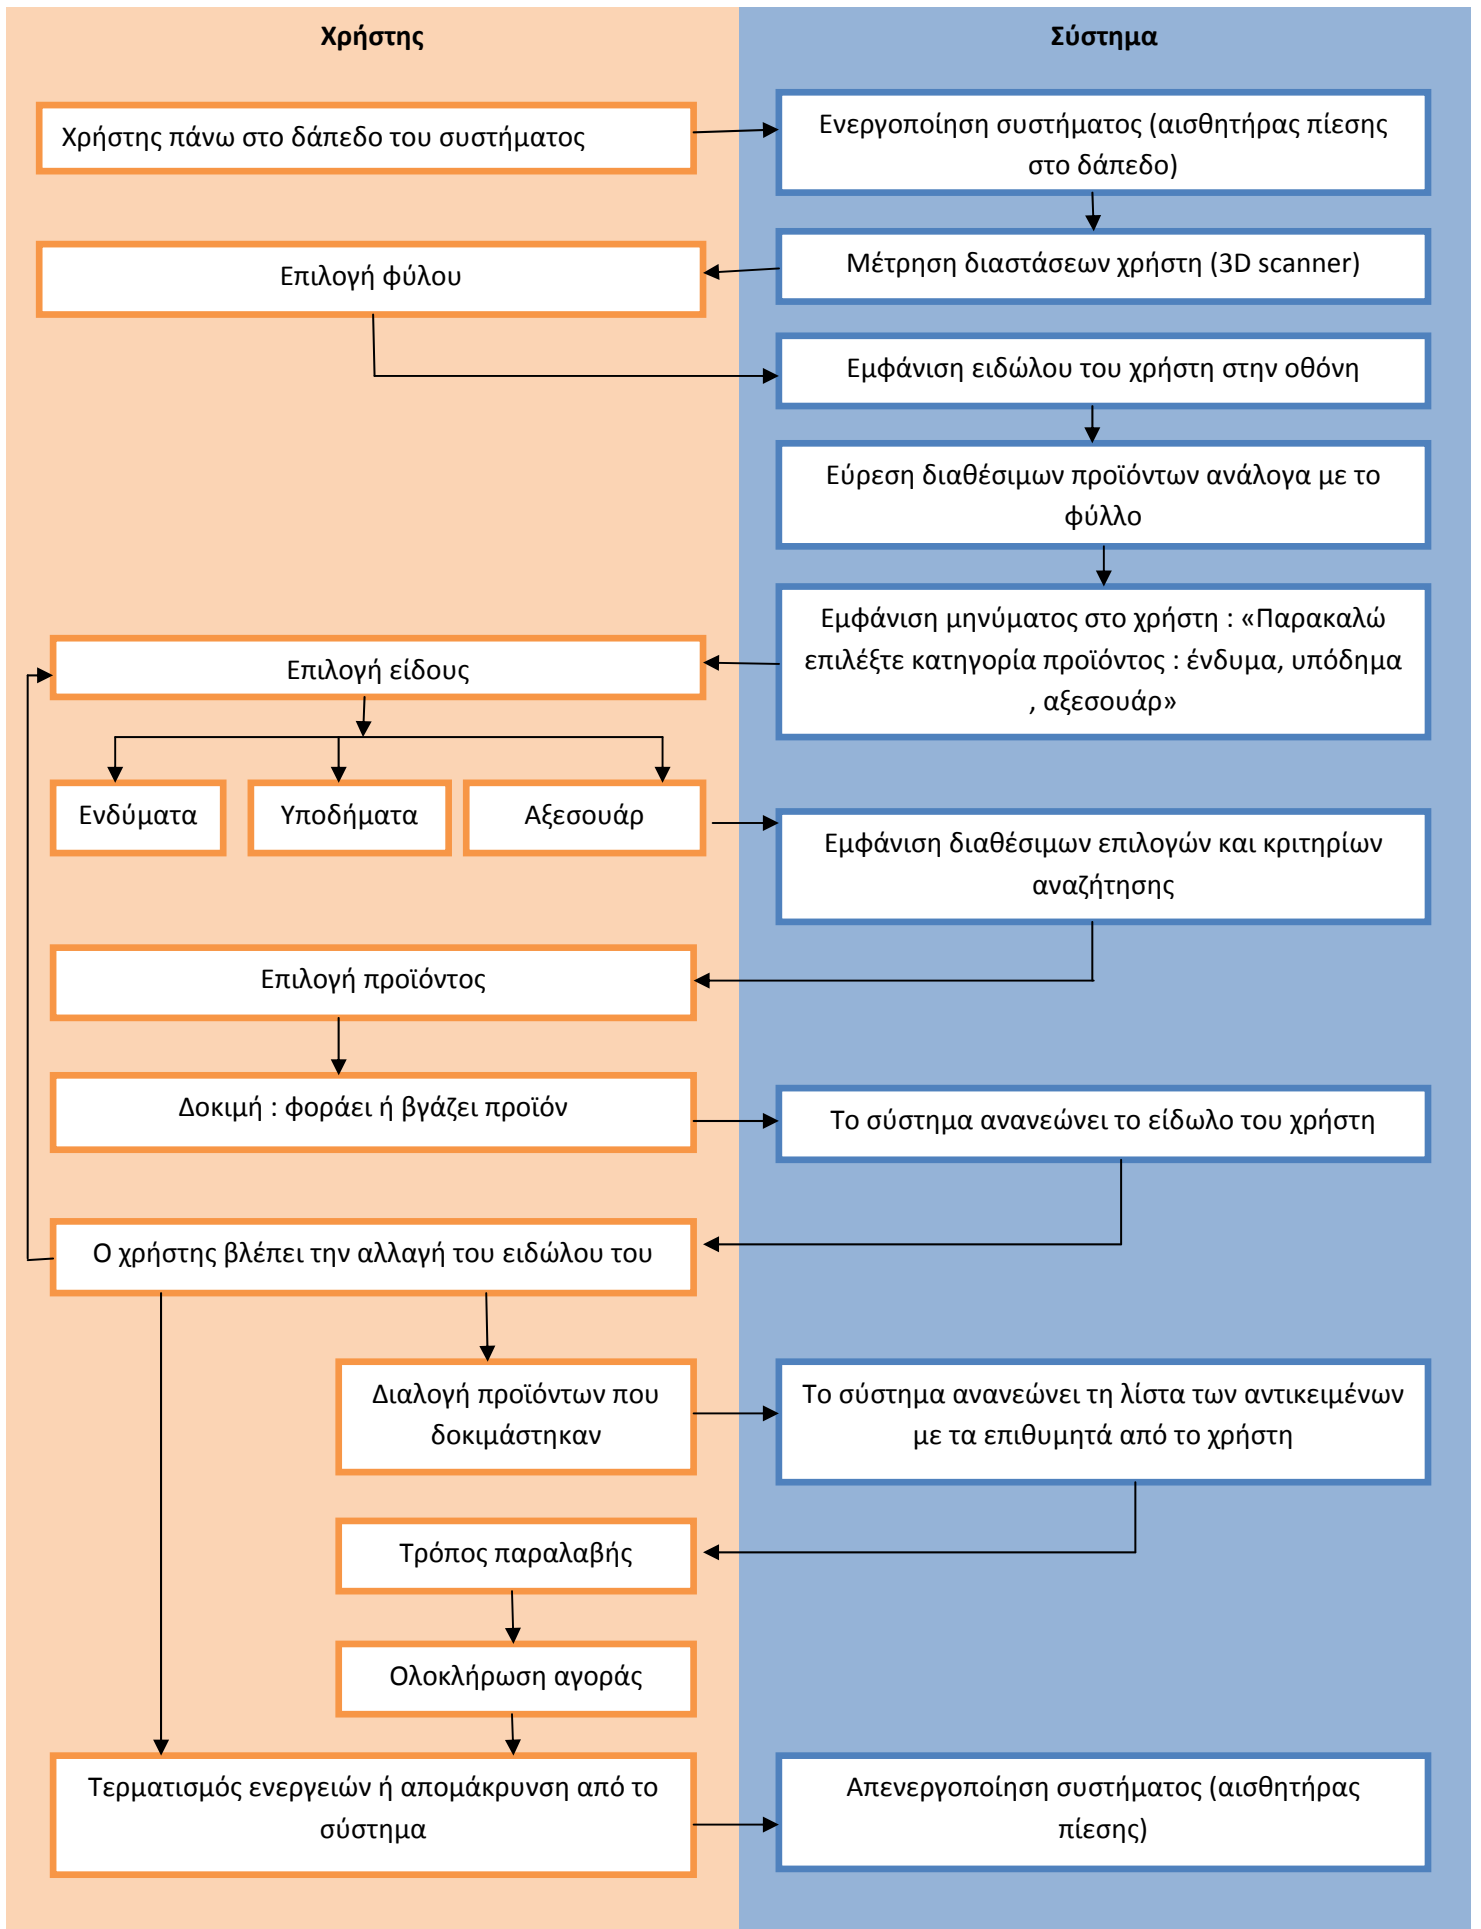 Χρήστης
Σύστημα
Χρήστης πάνω στο δάπεδο του συστήματος
Ενεργοποίηση συστήματος (αισθητήρας πίεσης
στο δάπεδο)
Μέτρηση διαστάσεων χρήστη (3D scanner)
Επιλογή φύλου
Εμφάνιση ειδώλου του χρήστη στην οθόνη
Εύρεση διαθέσιμων προϊόντων ανάλογα με το
φύλλο
Εμφάνιση μηνύματος στο χρήστη : «Παρακαλώ
επιλέξτε κατηγορία προϊόντος : ένδυμα, υπόδημα
, αξεσουάρ»
Επιλογή είδους
Ενδύματα
Υποδήματα
Αξεσουάρ
Εμφάνιση διαθέσιμων επιλογών και κριτηρίων
αναζήτησης
Επιλογή προϊόντος
Δοκιμή : φοράει ή βγάζει προϊόν
Το σύστημα ανανεώνει το είδωλο του χρήστη
Ο χρήστης βλέπει την αλλαγή του ειδώλου του
Διαλογή προϊόντων που
δοκιμάστηκαν
Το σύστημα ανανεώνει τη λίστα των αντικειμένων
με τα επιθυμητά από το χρήστη
Τρόπος παραλαβής
Ολοκλήρωση αγοράς
Τερματισμός ενεργειών ή απομάκρυνση από το
σύστημα
Απενεργοποίηση συστήματος (αισθητήρας
πίεσης)